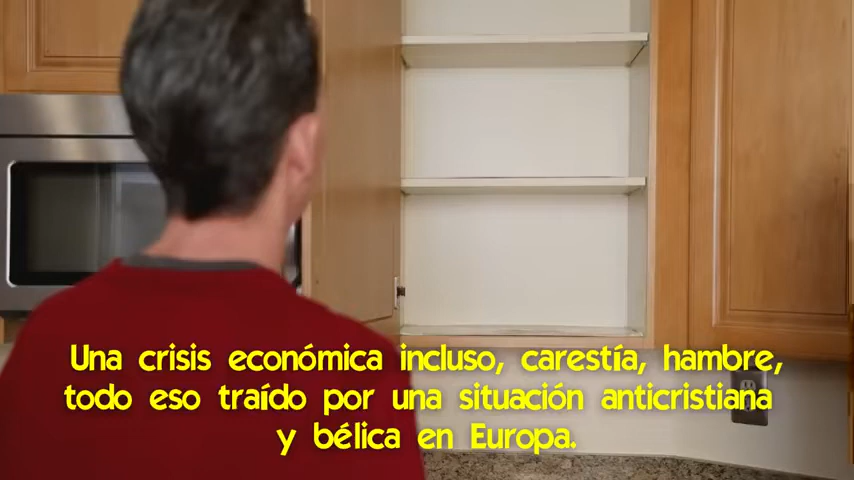 Una crisis económica incluso, carestía, hambre,
todo eso traído por una situación anticristiana
y bélica en Europa.